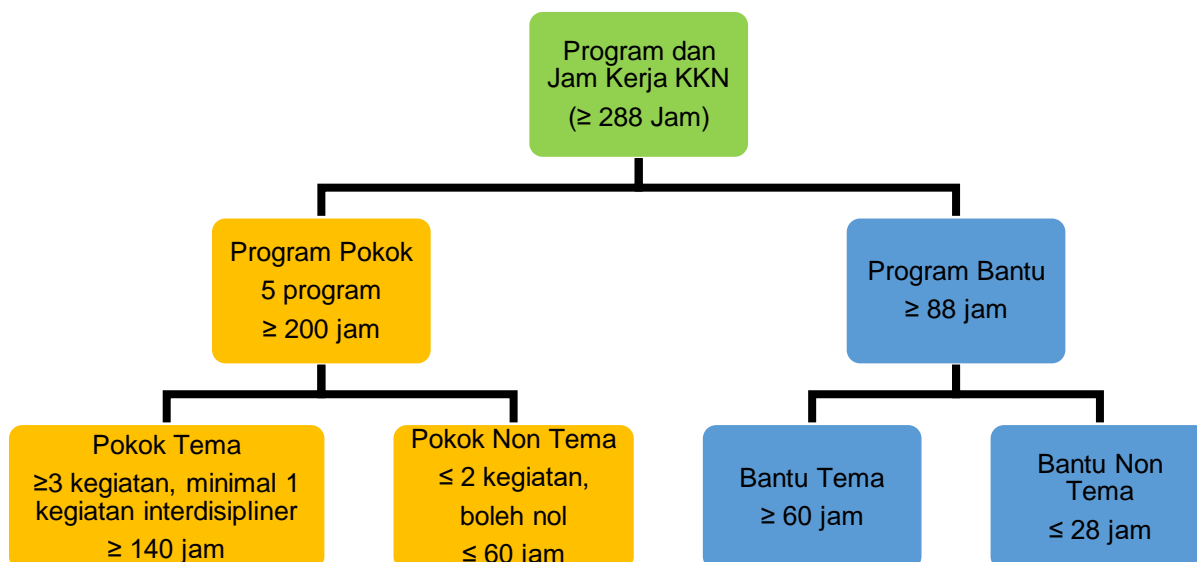 Program dan
Jam Kerja KKN
(≥ 288 Jam)
Program Pokok
5 program
≥ 200 jam
Program Bantu
≥ 88 jam
Pokok Tema
≥3 kegiatan, minimal 1
kegiatan interdisipliner
≥ 140 jam
Pokok Non Tema
≤ 2 kegiatan,
boleh nol
≤ 60 jam
Bantu Tema
≥ 60 jam
Bantu Non
Tema
≤ 28 jam